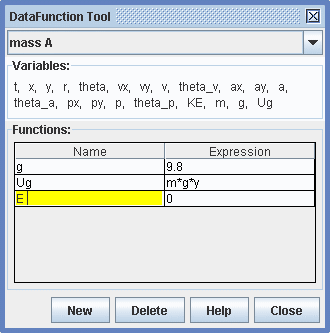 DataFunction Tool
mass A
Variables:
t, x, y, r, theta, vx, vy, v, theta_v, ax, ay, a,
theta_a, px, py, p, theta_p, KE, m, g, Ug
Functions:
Name Expression
g 9.8
Ug m*g*y
E 0
New Delete Help Close